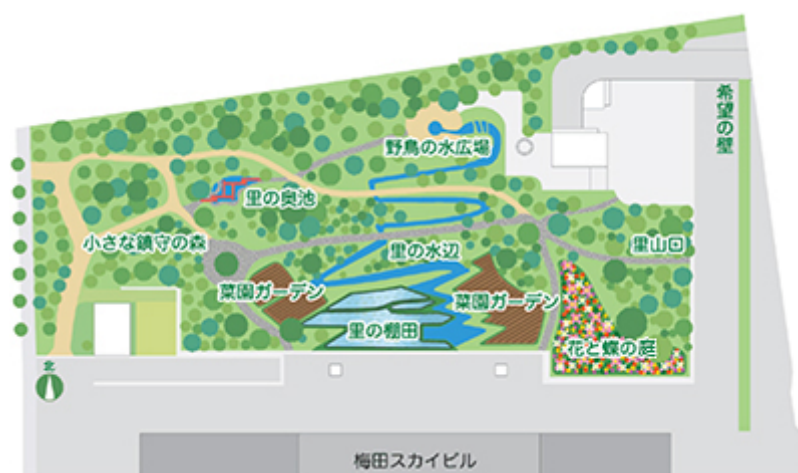 希望の壁
野鳥の水広場
里の奥池
小さな鎮守の森
里の水辺
里山口
菜園ガーデン
菜園ガーデン
里の棚田
花と蝶の庭
北
梅田スカイビル